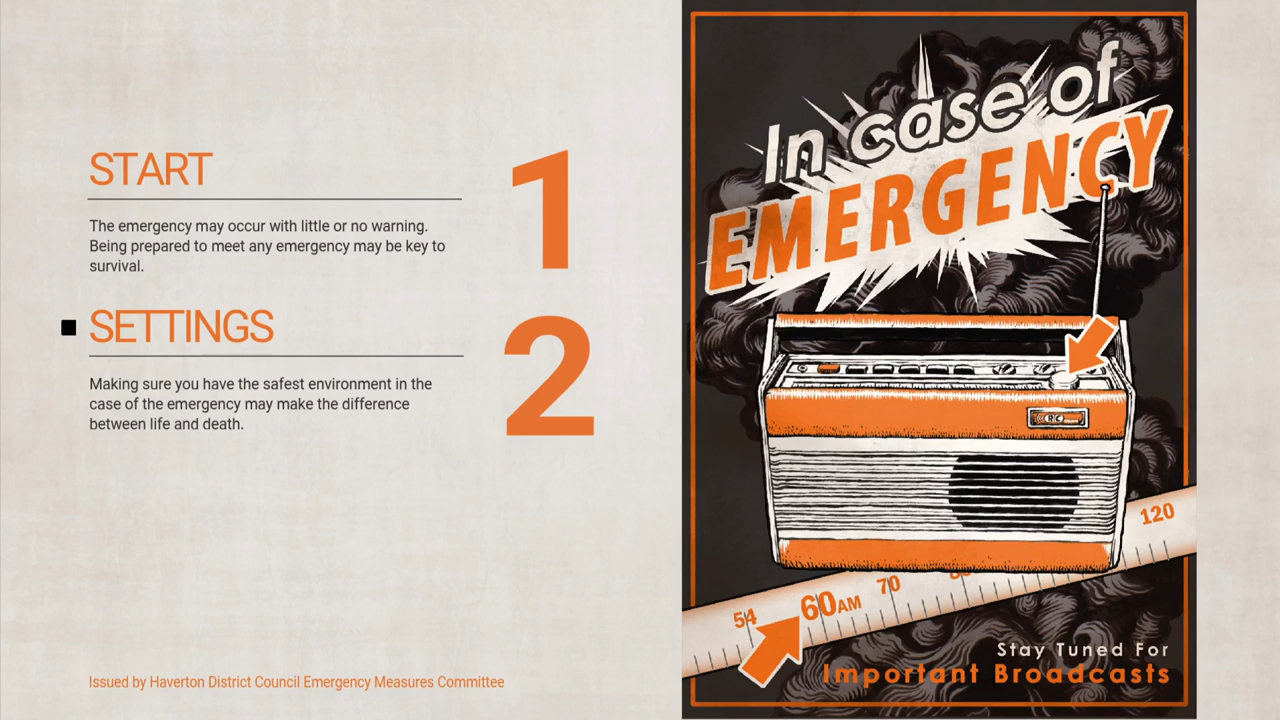 START
1
The emergency may occur with little or no warning.
Being prepared to meet any emergency may be key to
survival.
SETTINGS
2
Making sure you have the safest environment in the
case of the emergency may make the difference
between life and death.
Issued by Haverton District Council Emergency Measures Committee
In case of
EMERGENCY
120
70
60AM
54
Stay Tuned For
Important Broadcasts